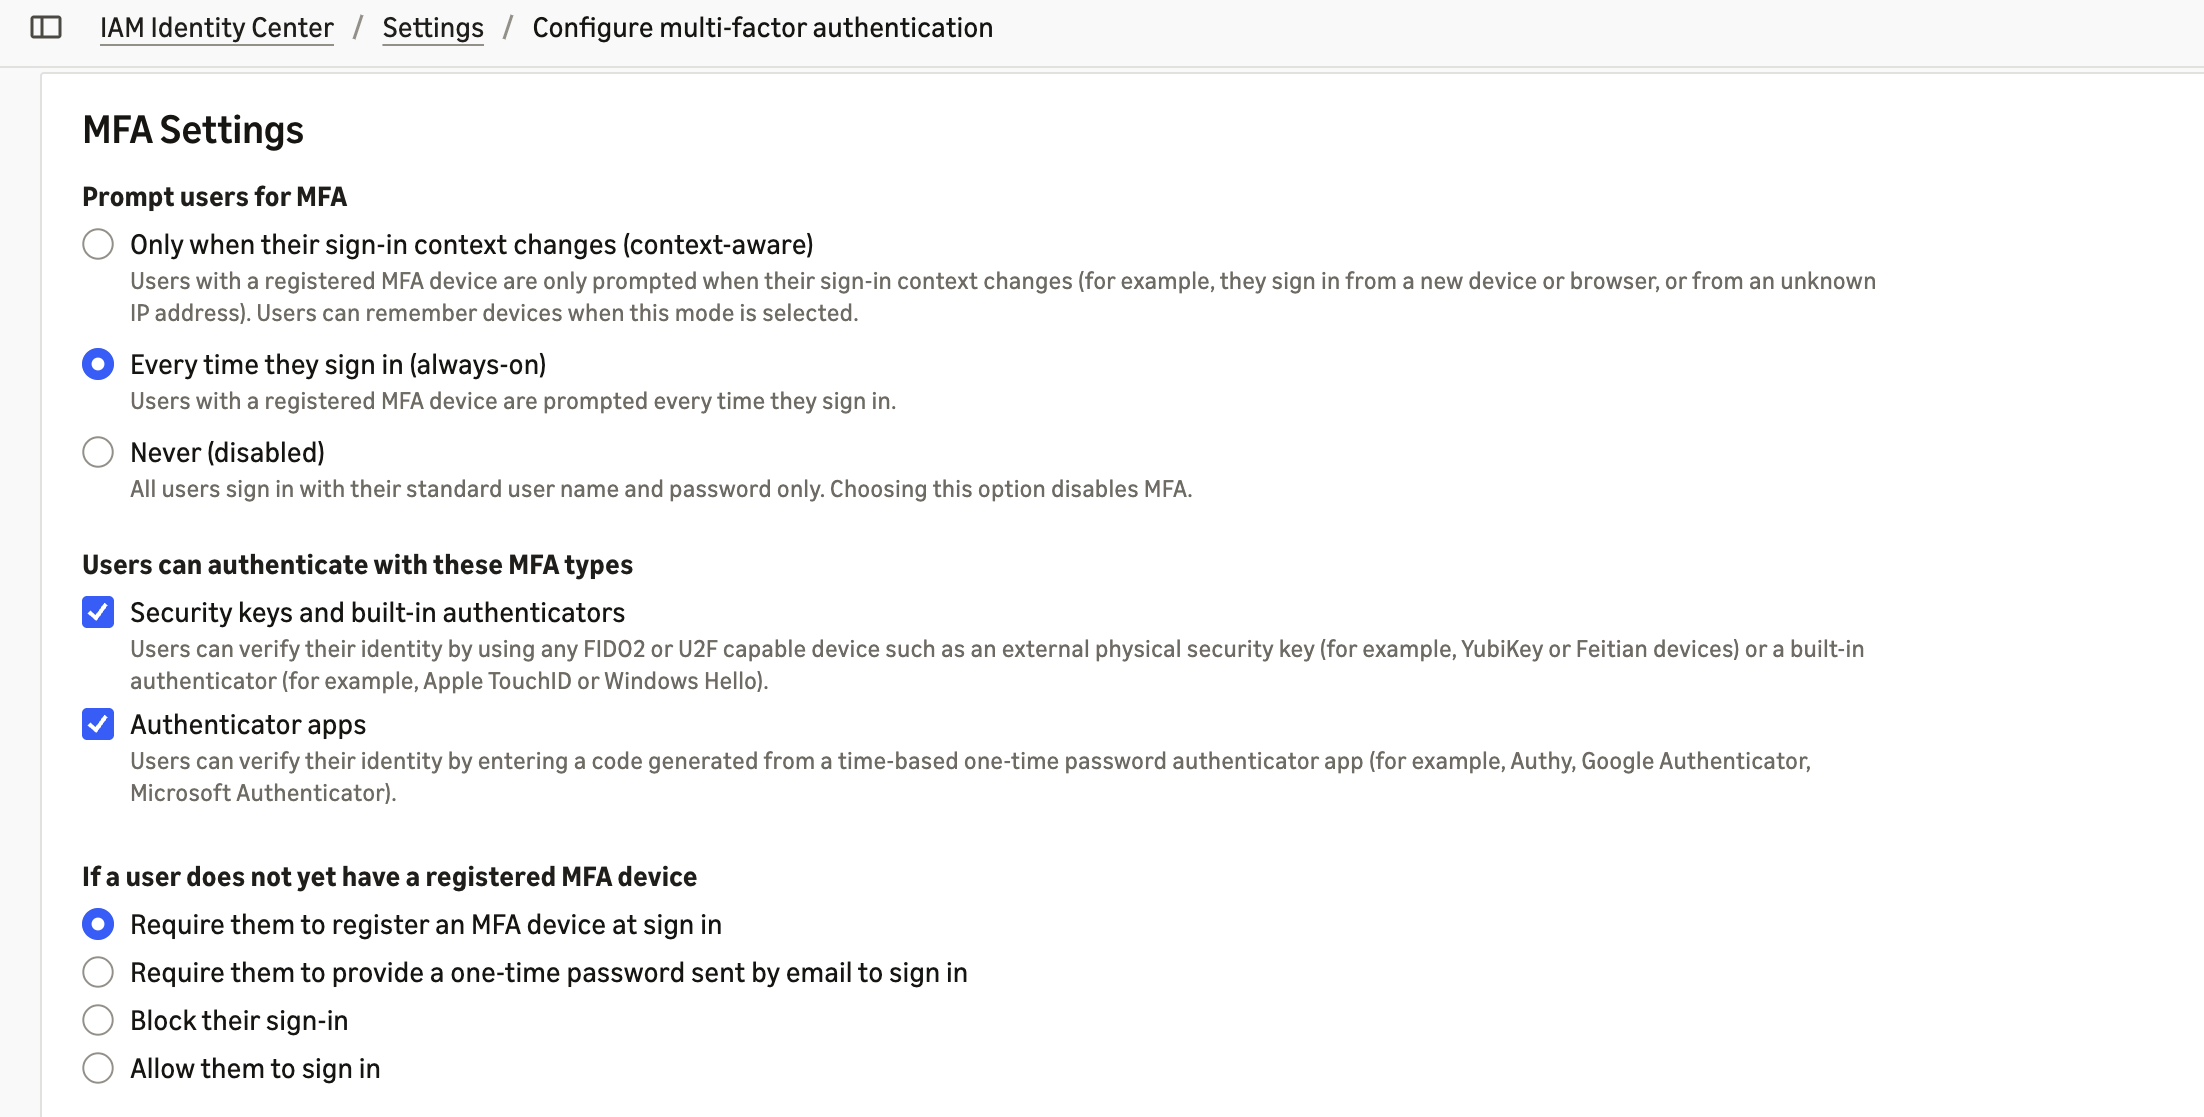 IAM Identity Center / Settings / Configure multi-factor authentication
MFA Settings
Prompt users for MFA
Only when their sign-in context changes (context-aware)
Users with a registered MFA device are only prompted when their sign-in context changes (for example, they sign in from a new device or browser, or from an unknown
IP address). Users can remember devices when this mode is selected.
Every time they sign in (always-on)
Users with a registered MFA device are prompted every time they sign in.
Never (disabled)
All users sign in with their standard user name and password only. Choosing this option disables MFA.
Users can authenticate with these MFA types
Security keys and built-in authenticators
Users can verify their identity by using any FIDO2 or U2F capable device such as an external physical security key (for example, YubiKey or Feitian devices) or a built-in
authenticator (for example, Apple TouchID or Windows Hello).
Authenticator apps
Users can verify their identity by entering a code generated from a time-based one-time password authenticator app (for example, Authy, Google Authenticator,
Microsoft Authenticator).
If a user does not yet have a registered MFA device
Require them to register an MFA device at sign in
Require them to provide a one-time password sent by email to sign in
Block their sign-in
Allow them to sign in